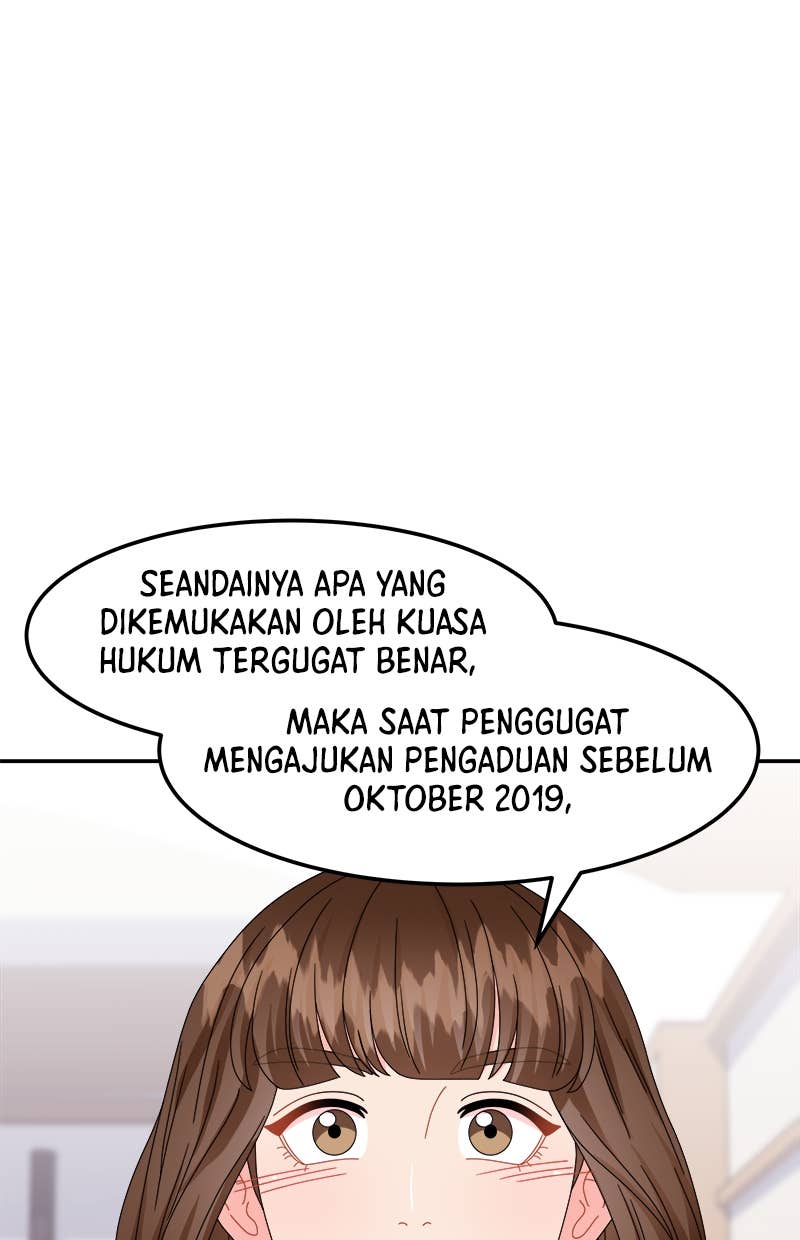 SEANDAINYA APA YANG
DIKEMUKAKAN OLEH KUASA
HUKUM TERGUGAT BENAR,
MAKA SAAT PENGGUGAT
MENGAJUKAN PENGADUAN SEBELUM
OKTOBER 2019,